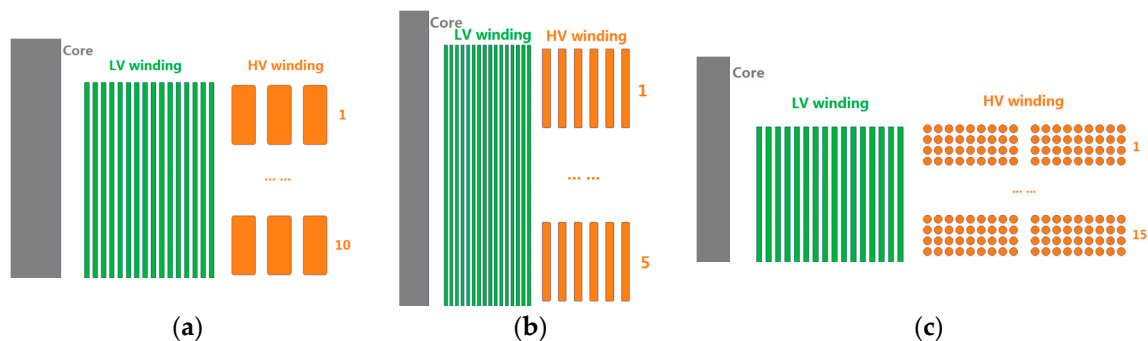 Core
LV winding
HV winding
1
... ...
10
(a)
Core
LV winding
HV winding
1
... ...
5
(b)
Core
LV winding
HV winding
1
... ...
15
(c)